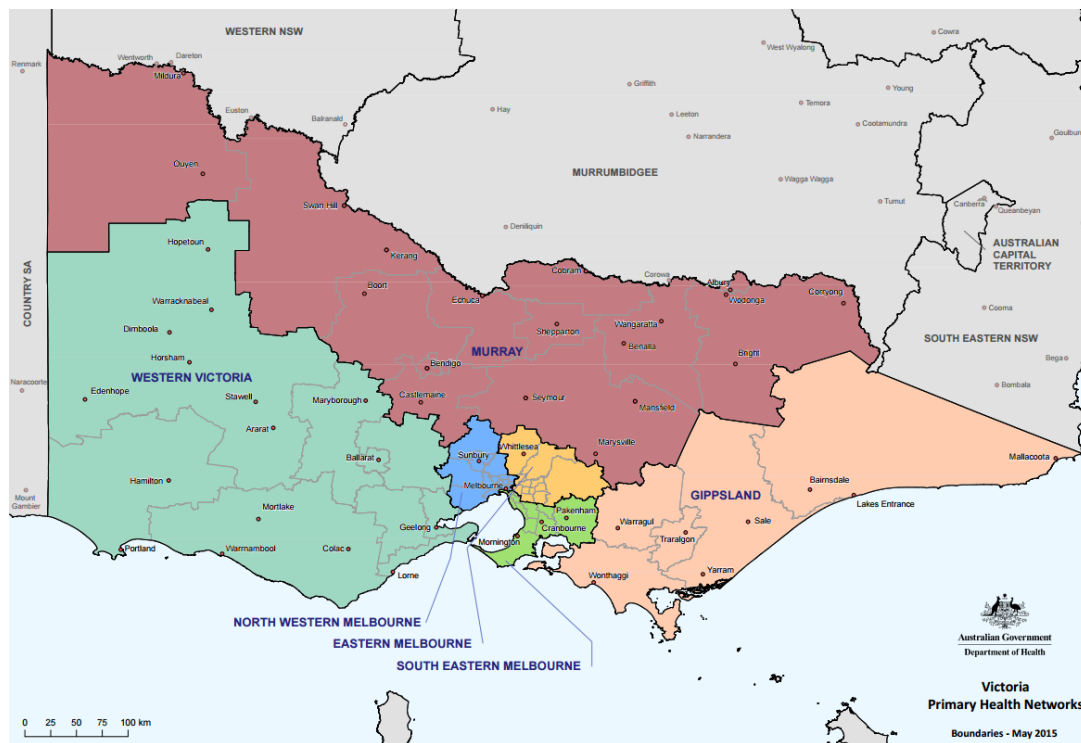 WESTERN NSW
Cowra
West Wyalong
Renmark
Wentworth
Dareton
Mildura
Griffith
Young
Temora
Hay
Euston
Balranald
Leeton
Cootamundra
Narrandera
Goulburn
Ouyen
MURRUMBIDGEE
Wagga Wagga
Swan Hill
Tumut
Canberra
Queanbeyan
Deniliquin
Hopetoun
AUSTRALIAN
CAPITAL
TERRITORY
COUNTRY SA
Kerang
Cobram
Corowa
Albury
Boort
Echuca
Wodonga
Corryong
Cooma
Warracknabeal
Dimboola
Shepparton
Wangaratta
Benalla
SOUTH EASTERN NSW
Horsham
MURRAY
Bega
Bright
Bendigo
WESTERN VICTORIA
Naracoorte
Edenhope
Stawell
Maryborough
Castlemaine
Seymour
Mansfield
Bombala
Ararat
Marysville
Whittlesea
Sunbury
Ballarat
Mallacoota
Hamilton
Melbourne
Bairnsdale
Mount
Gambier
GIPPSLAND
Lakes Entrance
Mortlake
Pakenham
Geelong
Cranbourne
Warragul
Sale
Traralgon
Mornington
Portland
Warrnambool
Colac
Lorne
Wonthaggi
Yarram
NORTH WESTERN MELBOURNE
EASTERN MELBOURNE
SOUTH EASTERN MELBOURNE
Australian Government
Department of Health
Victoria
Primary Health Networks
Boundaries - May 2015
0 25 50 75 100 km